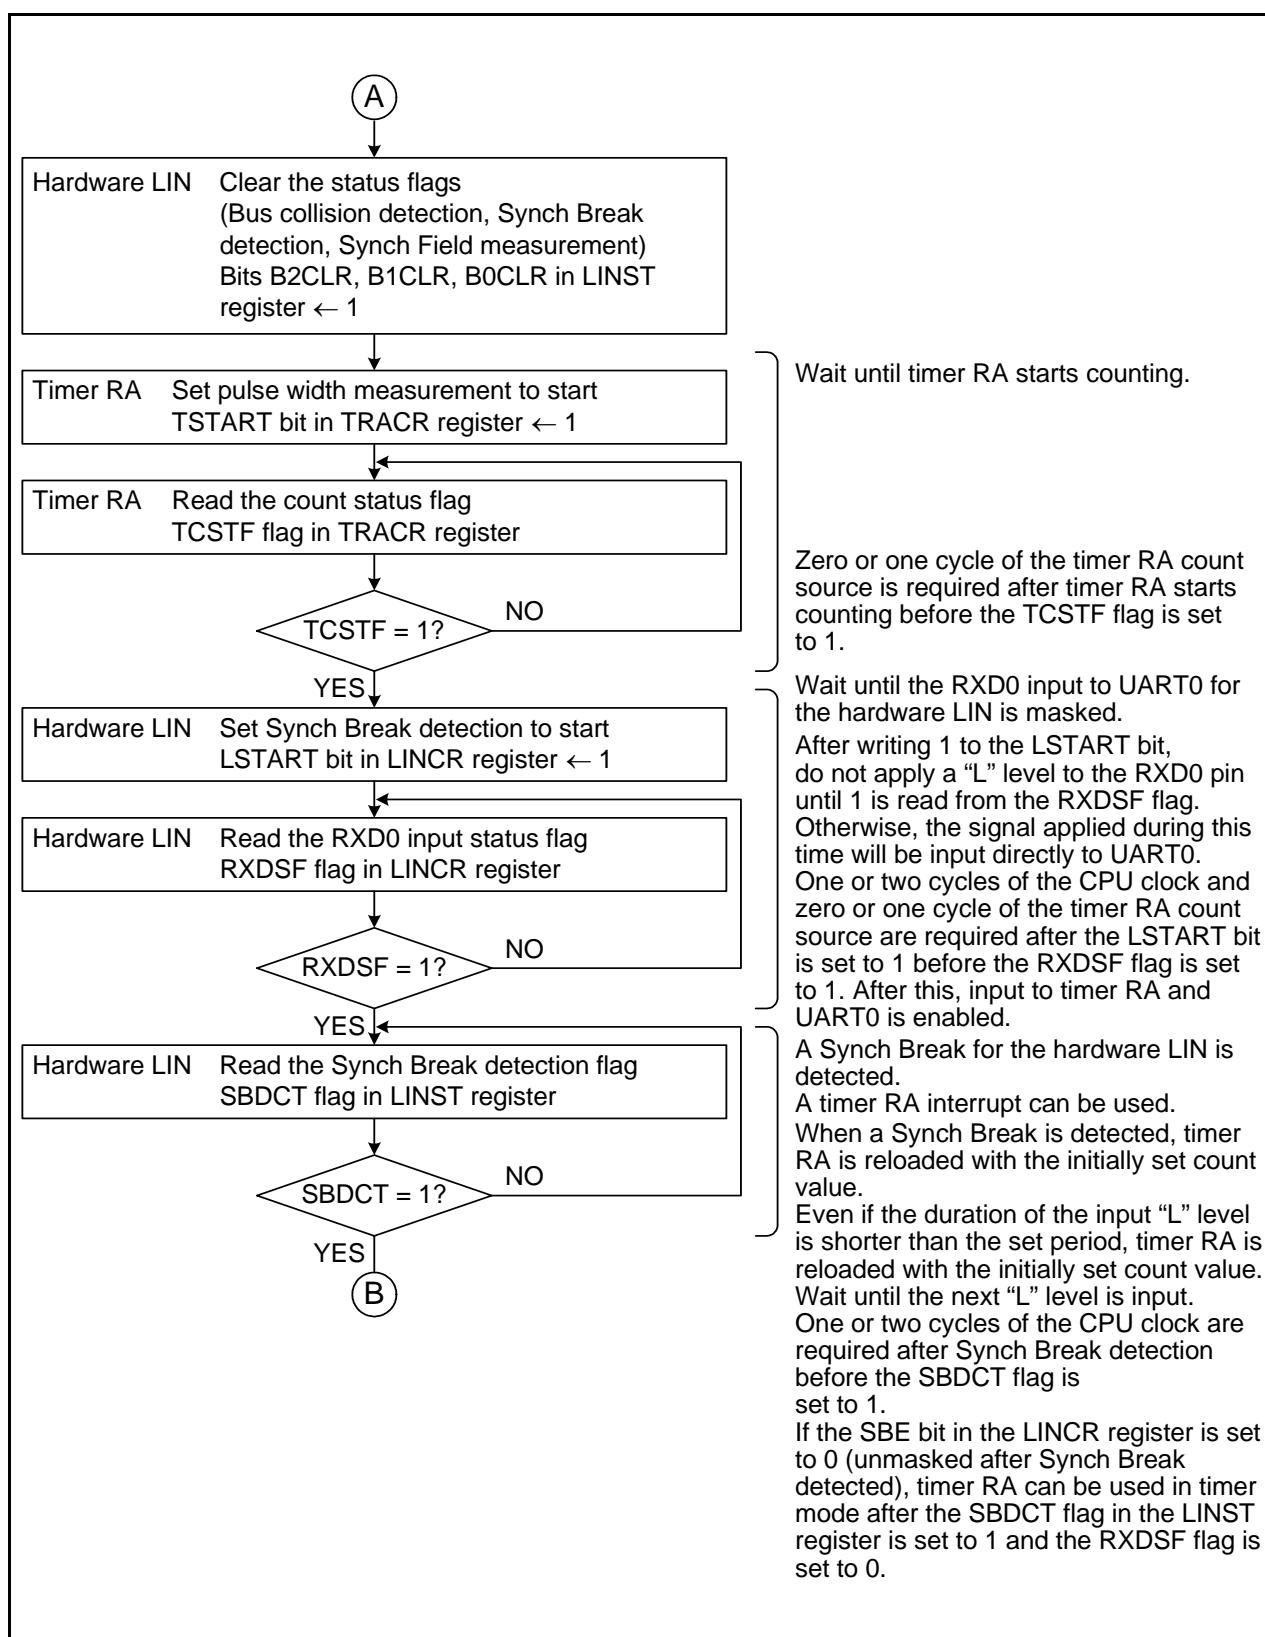 A
Hardware LIN Clear the status flags
(Bus collision detection, Synch Break
detection, Synch Field measurement)
Bits B2CLR, B1CLR, B0CLR in LINST
register ← 1
Timer RA Set pulse width measurement to start
TSTART bit in TRACR register ← 1
Wait until timer RA starts counting.
Timer RA Read the count status flag
TCSTF flag in TRACR register
TCSTF = 1?
NO
YES
Zero or one cycle of the timer RA count
source is required after timer RA starts
counting before the TCSTF flag is set
to 1.
Hardware LIN Set Synch Break detection to start
LSTART bit in LINCR register ← 1
Hardware LIN Read the RXD0 input status flag
RXDSF flag in LINCR register
RXDSF = 1?
NO
YES
Wait until the RXD0 input to UART0 for
the hardware LIN is masked.
After writing 1 to the LSTART bit,
do not apply a “L” level to the RXD0 pin
until 1 is read from the RXDSF flag.
Otherwise, the signal applied during this
time will be input directly to UART0.
One or two cycles of the CPU clock and
zero or one cycle of the timer RA count
source are required after the LSTART bit
is set to 1 before the RXDSF flag is set
to 1. After this, input to timer RA and
UART0 is enabled.
Hardware LIN Read the Synch Break detection flag
SBDCT flag in LINST register
SBDCT = 1?
NO
YES
B
A Synch Break for the hardware LIN is
detected.
A timer RA interrupt can be used.
When a Synch Break is detected, timer
RA is reloaded with the initially set count
value.
Even if the duration of the input “L” level
is shorter than the set period, timer RA is
reloaded with the initially set count value.
Wait until the next “L” level is input.
One or two cycles of the CPU clock are
required after Synch Break detection
before the SBDCT flag is
set to 1.
If the SBE bit in the LINCR register is set
to 0 (unmasked after Synch Break
detected), timer RA can be used in timer
mode after the SBDCT flag in the LINST
register is set to 1 and the RXDSF flag is
set to 0.